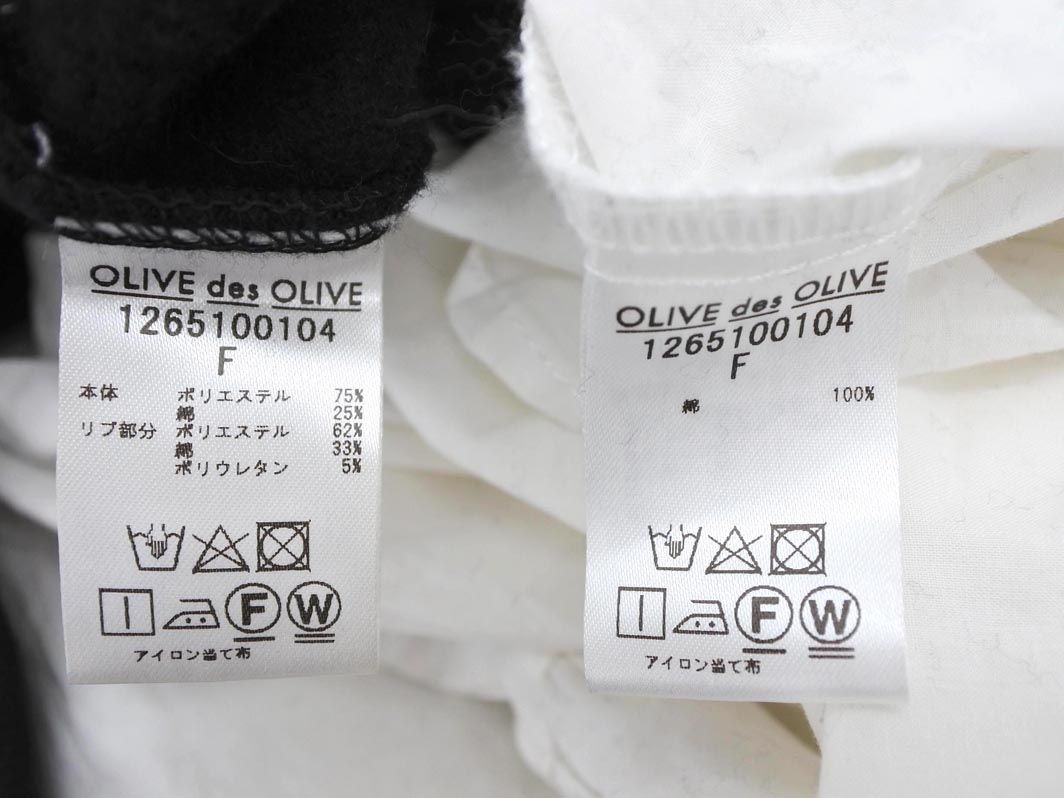 OLIVE des OLIVE
1265100104
F
本体 ポリエステル 75%
綿 25%
リブ部分 ポリエステル 62%
綿 33%
ポリウレタン 5%
F W
アイロン当て布
OLIVE des OLIVE
1265100104
F
綿 100%
F W
アイロン当て布